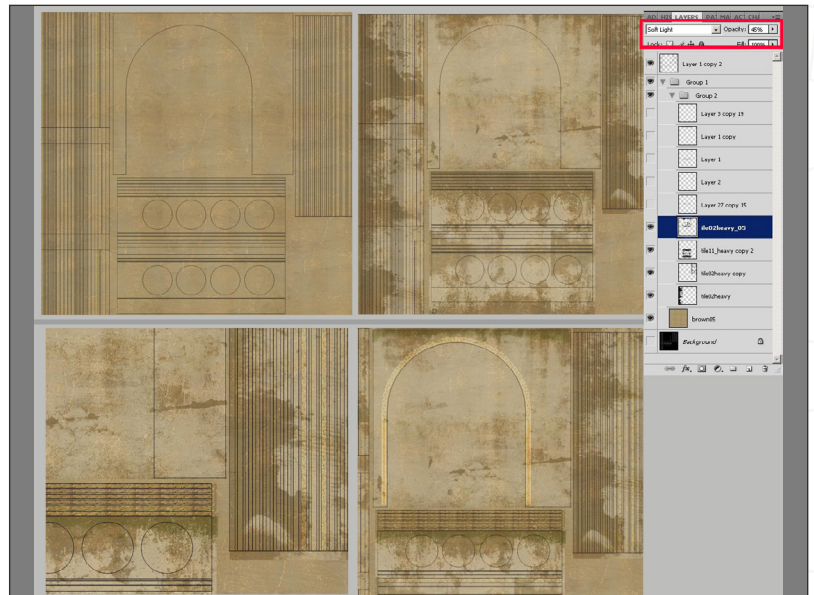 LAYERS
Soft Light Opacity: 45%
Lock: Fill: 100%
Layer 1 copy 2
Group 1
Group 2
Layer 3 copy 19
Layer 1 copy
Layer 1
Layer 2
Layer 27 copy 15
tile02heavy_03
tile11_heavy copy 2
tile02heavy copy
tile02heavy
brown05
Background